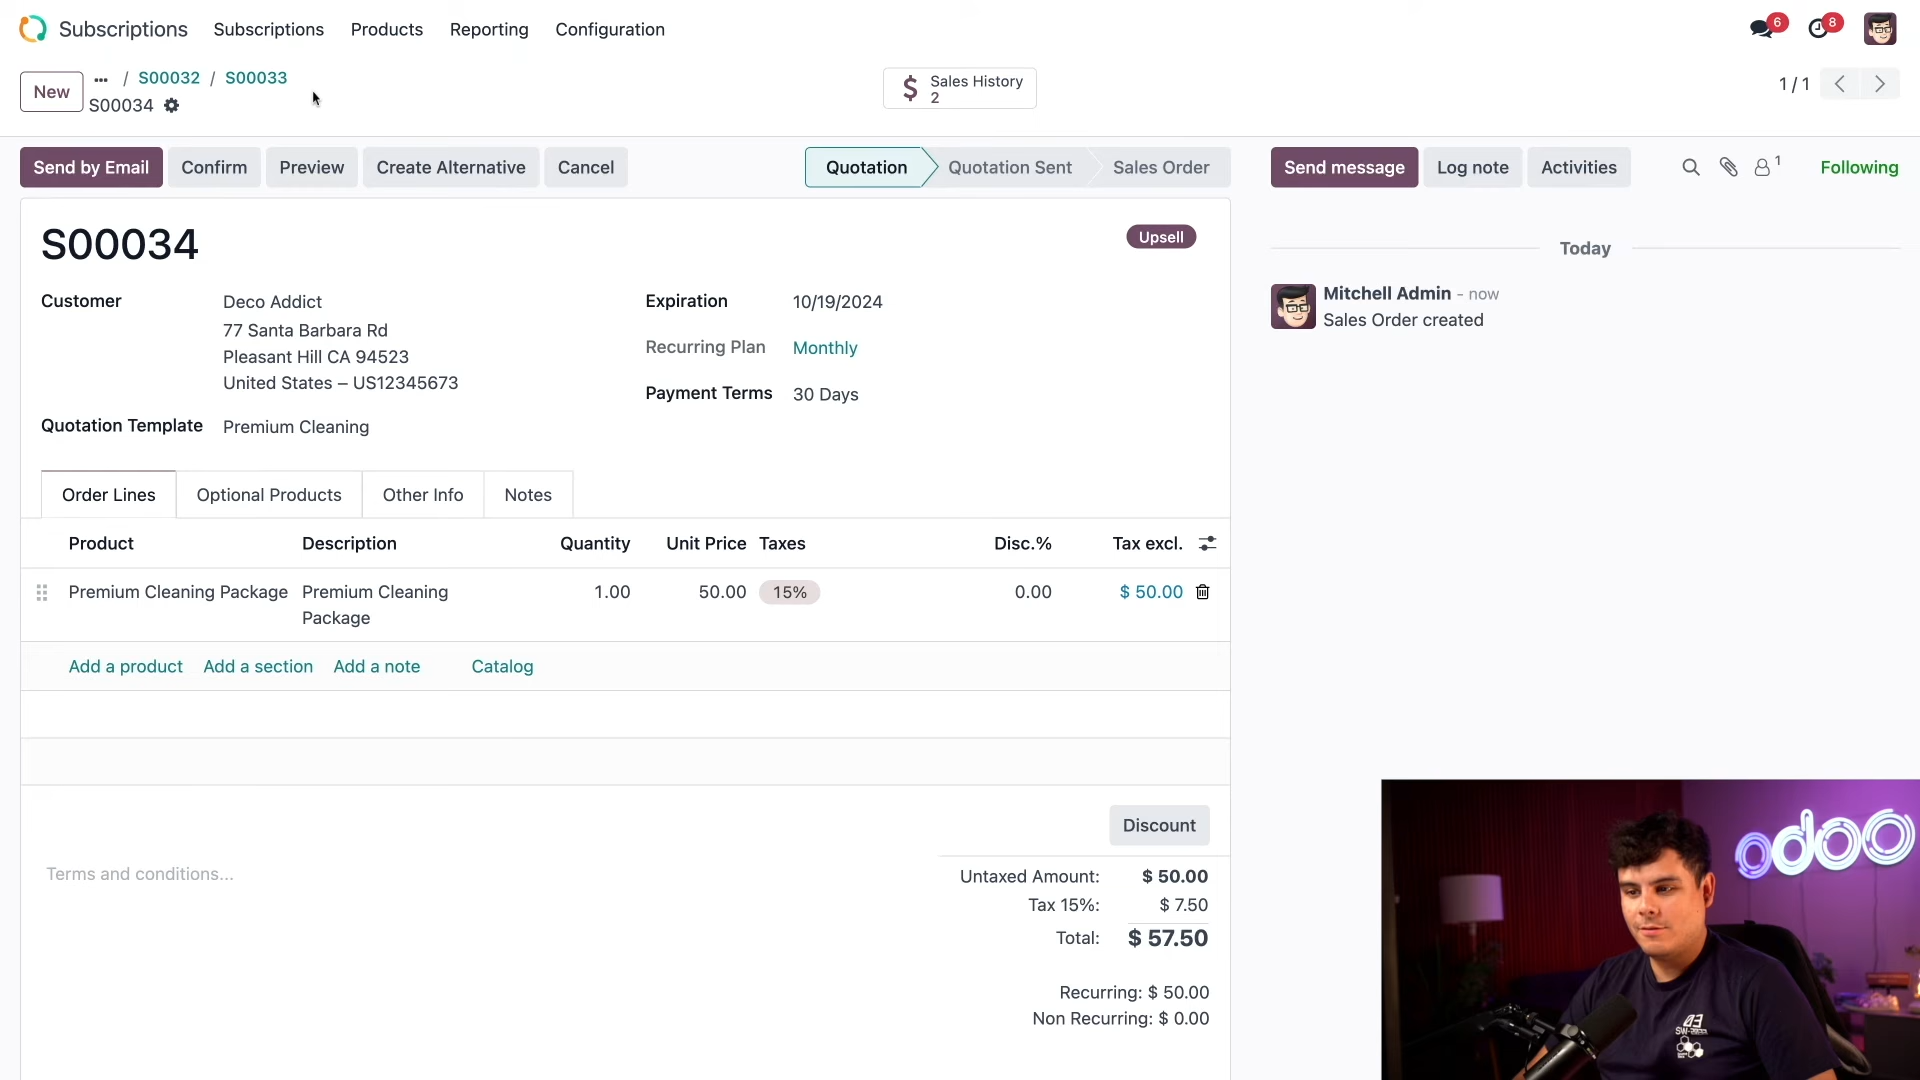 Subscriptions Subscriptions Products Reporting Configuration 6 8
New ... / S00032 / S00033
S00034
Sales History
2
1 / 1
Send by Email Confirm Preview Create Alternative Cancel Quotation Quotation Sent Sales Order Send message Log note Activities 1 Following
S00034 Upsell
Customer Deco Addict
77 Santa Barbara Rd
Pleasant Hill CA 94523
United States – US12345673
Quotation Template Premium Cleaning
Expiration 10/19/2024
Recurring Plan Monthly
Payment Terms 30 Days
Today
Mitchell Admin - now
Sales Order created
Order Lines Optional Products Other Info Notes
Product Description Quantity Unit Price Taxes Disc.% Tax excl.
Premium Cleaning Package Premium Cleaning Package 1.00 50.00 15% 0.00 $ 50.00
Add a product Add a section Add a note Catalog
Discount
Terms and conditions...
Untaxed Amount: $ 50.00
Tax 15%: $ 7.50
Total: $ 57.50
Recurring: $ 50.00
Non Recurring: $ 0.00
odoo